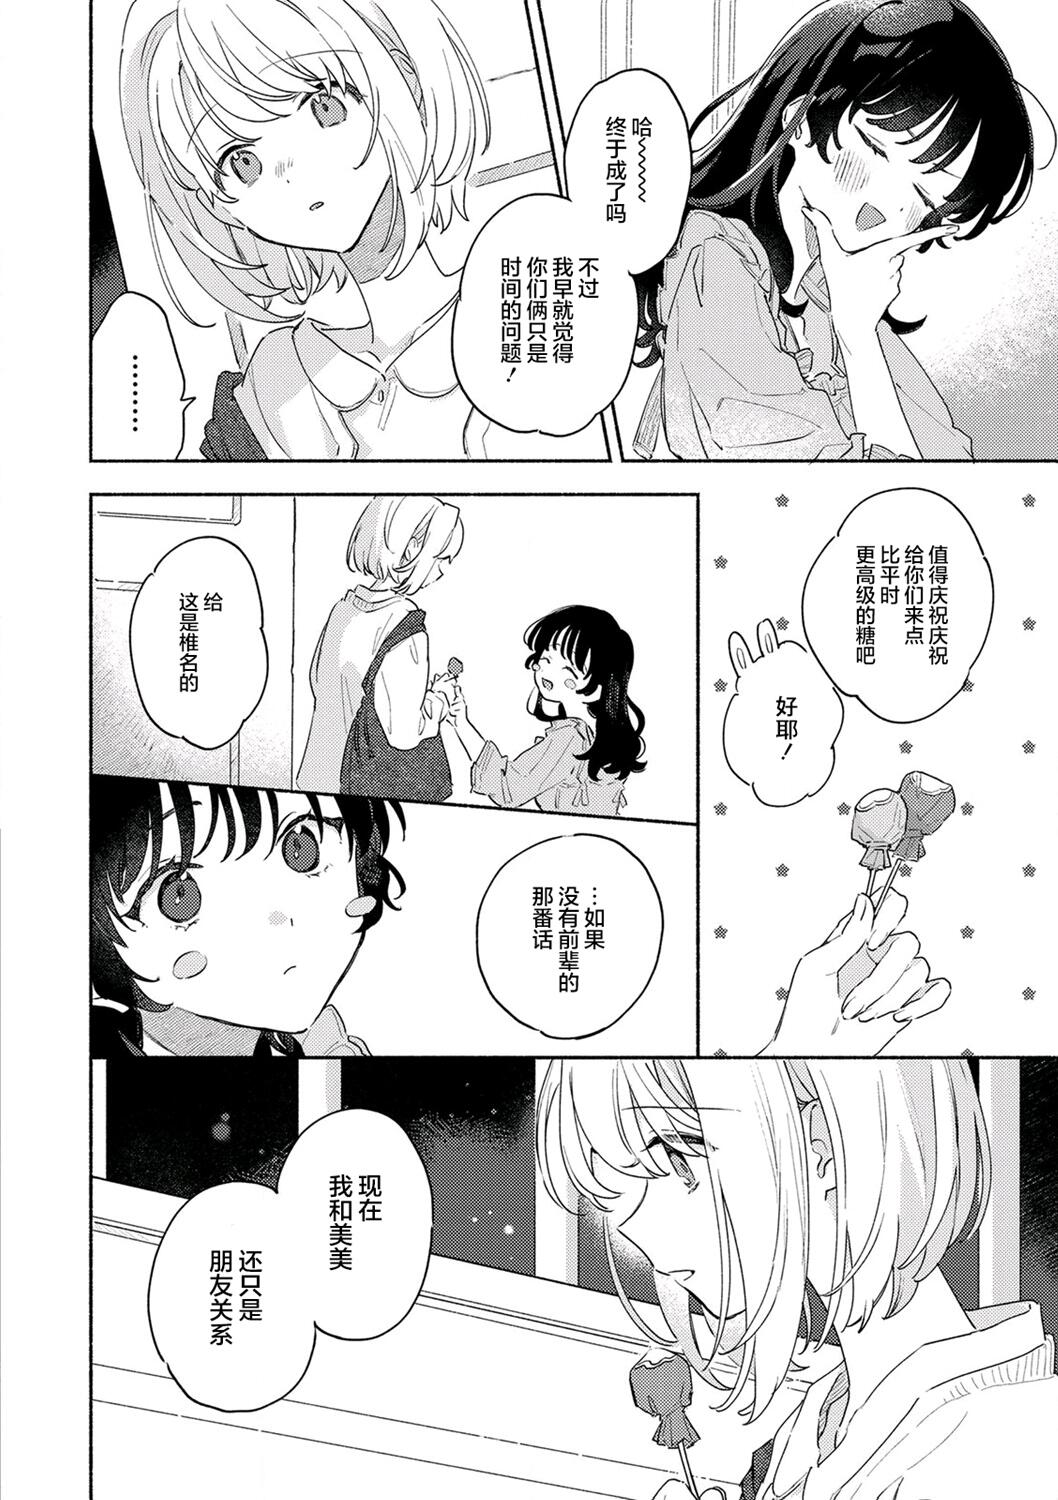 哈~~~~~~~
终于成了吗
不过
我早就觉得
你们俩只是
时间的问题！
………
值得庆祝庆祝
给你们来点
比平时
更高级的糖吧
好耶！
给
这是椎名的
…如果
没有前辈的
那番话
现在
我和美美
还只是
朋友关系